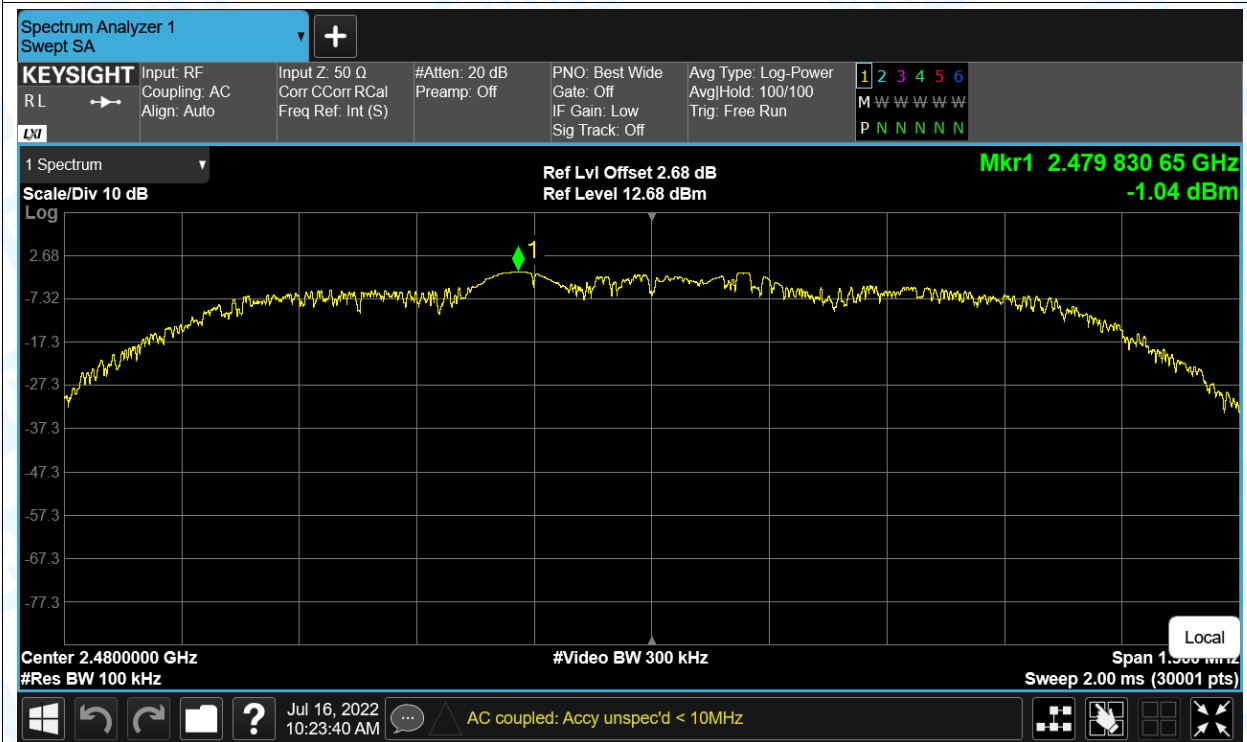 Spectrum Analyzer 1
Swept SA
KEYSIGHT
R L
LXI
Input: RF
Coupling: AC
Align: Auto
Input Z: 50 Ω
Corr CCorr RCal
Freq Ref: Int (S)
#Atten: 20 dB
Preamp: Off
PNO: Best Wide
Gate: Off
IF Gain: Low
Sig Track: Off
Avg Type: Log-Power
Avg|Hold: 100/100
Trig: Free Run
1 2 3 4 5 6
M W W W W W
P N N N N N
1 Spectrum
Scale/Div 10 dB
Log
Ref Lvl Offset 2.68 dB
Ref Level 12.68 dBm
Mkr1 2.479 830 65 GHz
-1.04 dBm
1
2.68
-7.32
-17.3
-27.3
-37.3
-47.3
-57.3
-67.3
-77.3
Local
Center 2.4800000 GHz
#Video BW 300 kHz
Span 1.500 MHz
#Res BW 100 kHz
Sweep 2.00 ms (30001 pts)
?
Jul 16, 2022
10:23:40 AM
AC coupled: Accy unspec'd < 10MHz